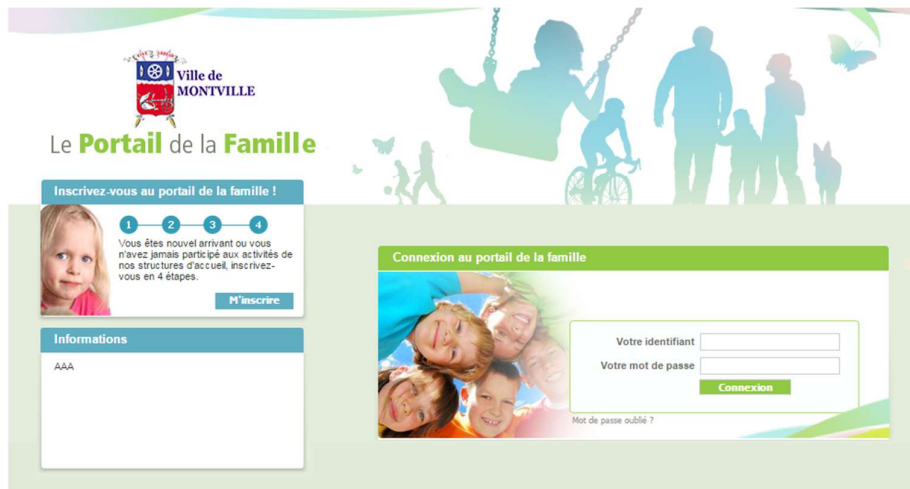 Ville de
MONTVILLE
Le Portail de la Famille
Inscrivez-vous au portail de la famille !
1 2 3 4
Vous êtes nouvel arrivant ou vous
n'avez jamais participé aux activités de
nos structures d'accueil, inscrivez-
vous en 4 étapes.
M'inscrire
Informations
AAA
Connexion au portail de la famille
Votre identifiant
Votre mot de passe
Connexion
Mot de passe oublié ?